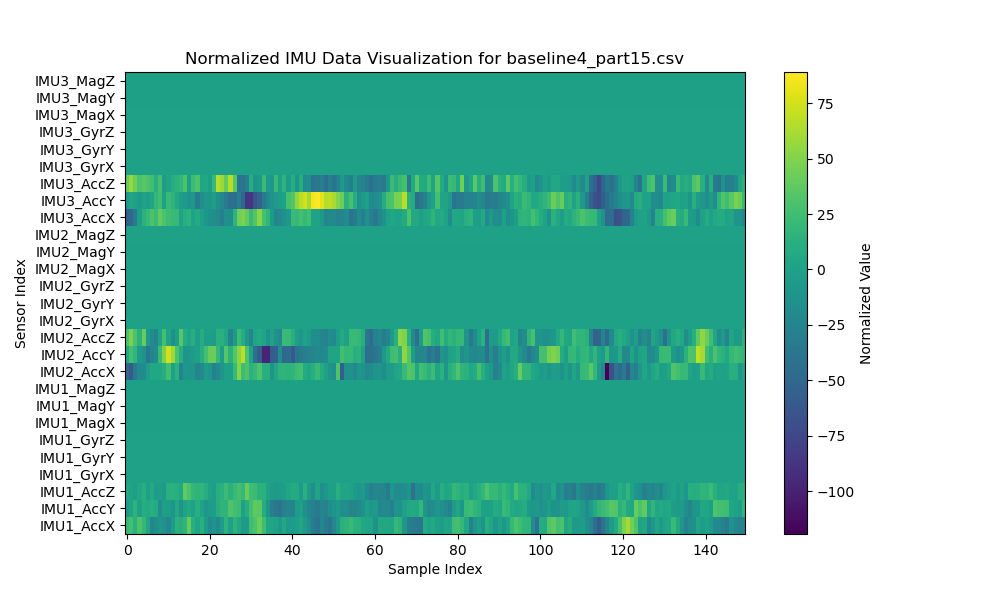 Normalized IMU Data Visualization for baseline4_part15.csv
IMU3_MagZ
IMU3_MagY
IMU3_MagX
IMU3_GyrZ
IMU3_GyrY
IMU3_GyrX
IMU3_AccZ
IMU3_AccY
IMU3_AccX
IMU2_MagZ
IMU2_MagY
IMU2_MagX
IMU2_GyrZ
IMU2_GyrY
IMU2_GyrX
IMU2_AccZ
IMU2_AccY
IMU2_AccX
IMU1_MagZ
IMU1_MagY
IMU1_MagX
IMU1_GyrZ
IMU1_GyrY
IMU1_GyrX
IMU1_AccZ
IMU1_AccY
IMU1_AccX
Sensor Index
0 20 40 60 80 100 120 140
Sample Index
75
50
25
0
−25
−50
−75
−100
Normalized Value